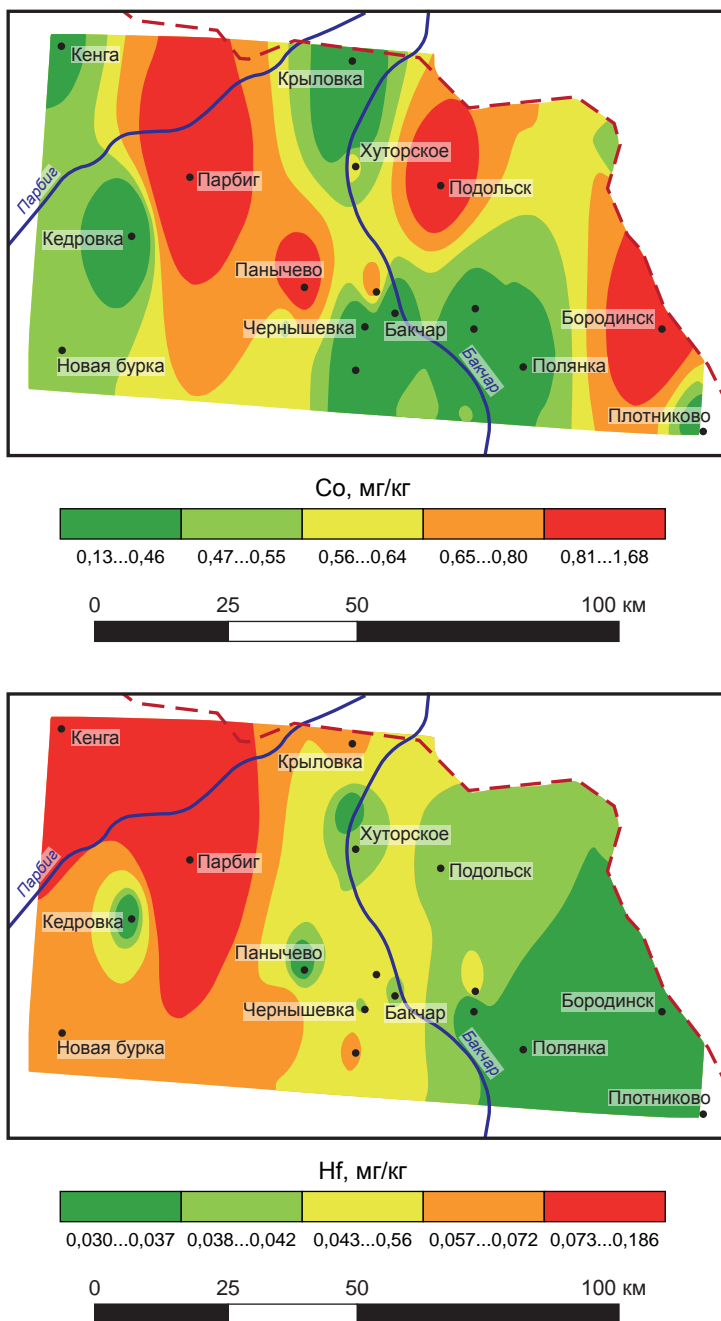 Кенга
Крыловка
Хуторское
Парбиг
Парбиг
Подольск
Кедровка
Панычево
Чернышевка
Бакчар
Бородинск
Новая бурка
Бакчар
Полянка
Плотниково
Co, мг/кг
0,13...0,46 0,47...0,55 0,56...0,64 0,65...0,80 0,81...1,68
0 25 50 100 км
Кенга
Крыловка
Хуторское
Парбиг
Парбиг
Подольск
Кедровка
Панычево
Чернышевка
Бакчар
Бородинск
Новая бурка
Бакчар
Полянка
Плотниково
Hf, мг/кг
0,030...0,037 0,038...0,042 0,043...0,56 0,057...0,072 0,073...0,186
0 25 50 100 км